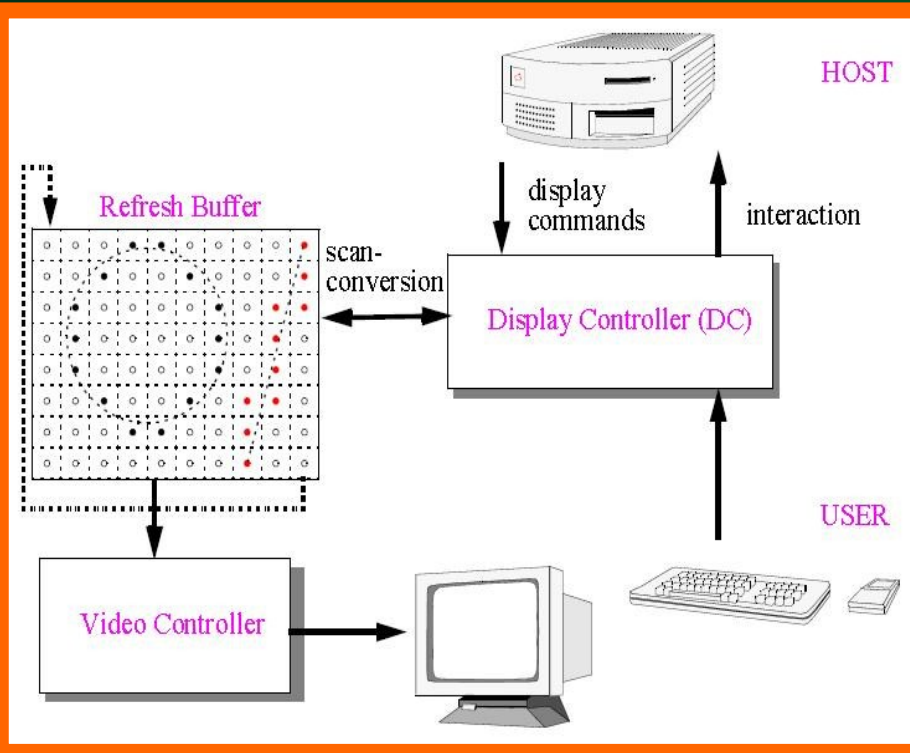 HOST
display
commands
interaction
Refresh Buffer
scan-
conversion
Display Controller (DC)
USER
Video Controller